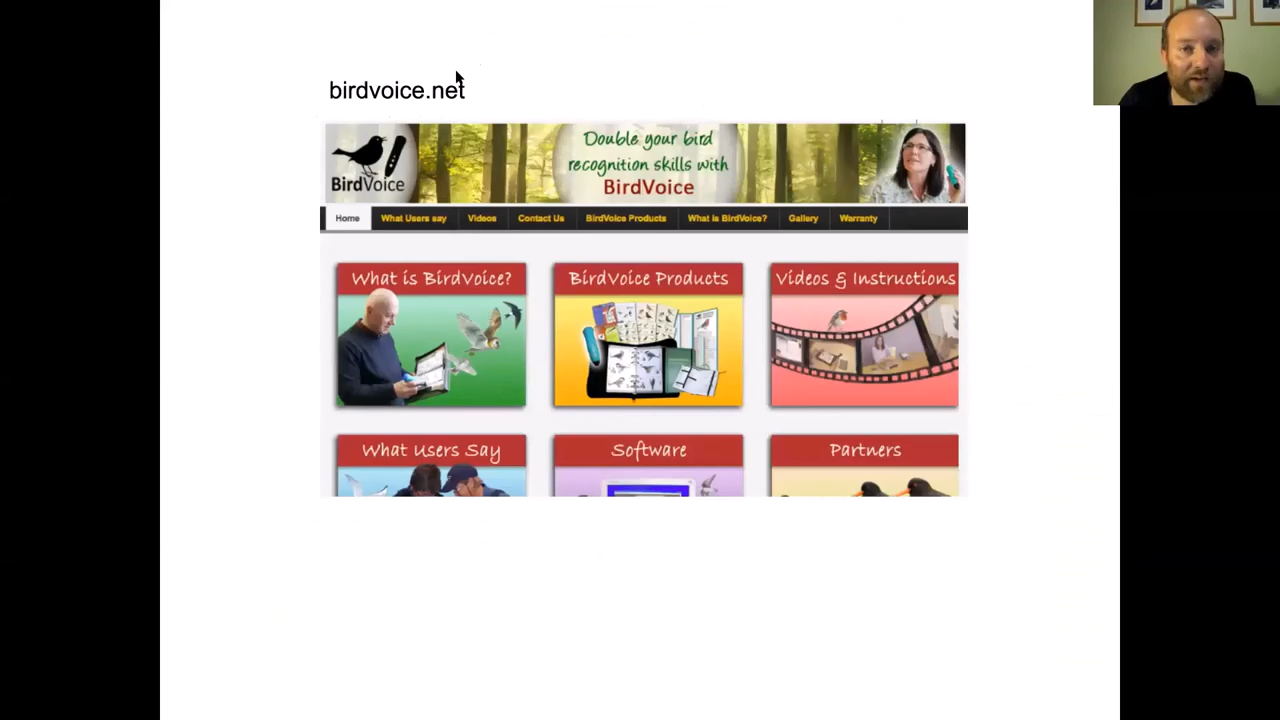 birdvoice.net
Double your bird
recognition skills with
BirdVoice
BirdVoice
Home What Users say Videos Contact Us BirdVoice Products What is BirdVoice? Gallery Warranty
What is BirdVoice? BirdVoice Products Videos & Instructions
What Users Say Software Partners